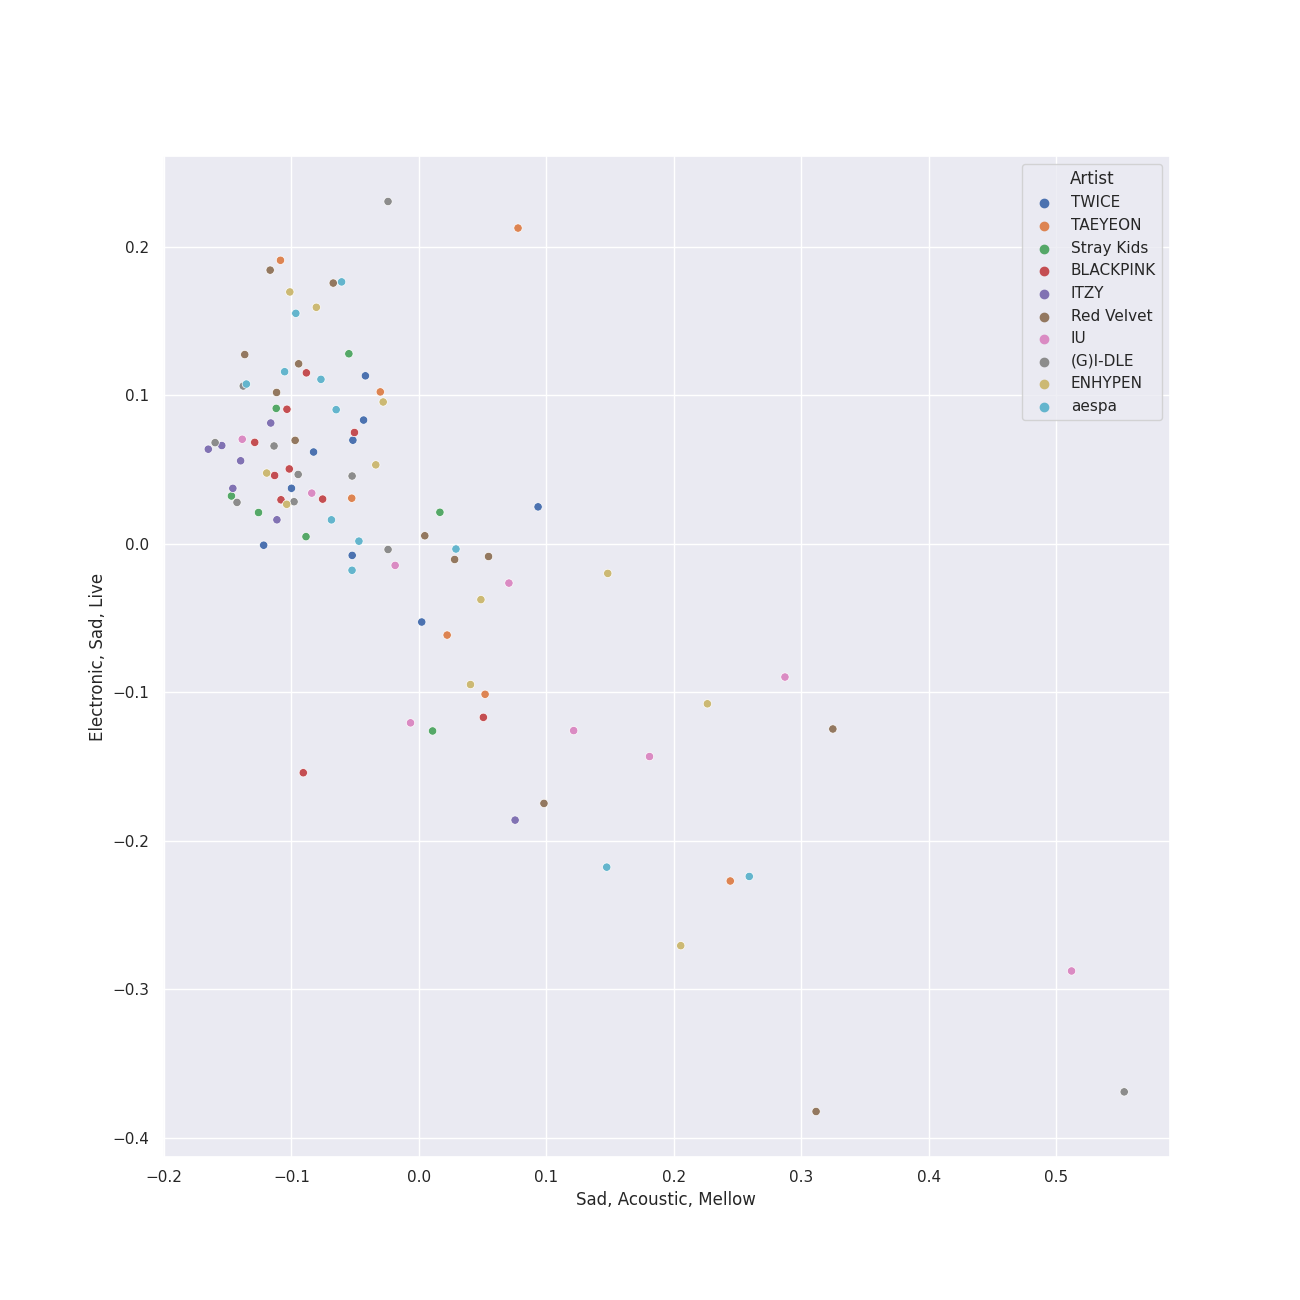 Artist
TWICE
TAEYEON
Stray Kids
BLACKPINK
ITZY
Red Velvet
IU
(G)I-DLE
ENHYPEN
aespa
0.2
0.1
0.0
−0.1
−0.2
−0.3
−0.4
Electronic, Sad, Live
−0.2 −0.1 0.0 0.1 0.2 0.3 0.4 0.5
Sad, Acoustic, Mellow